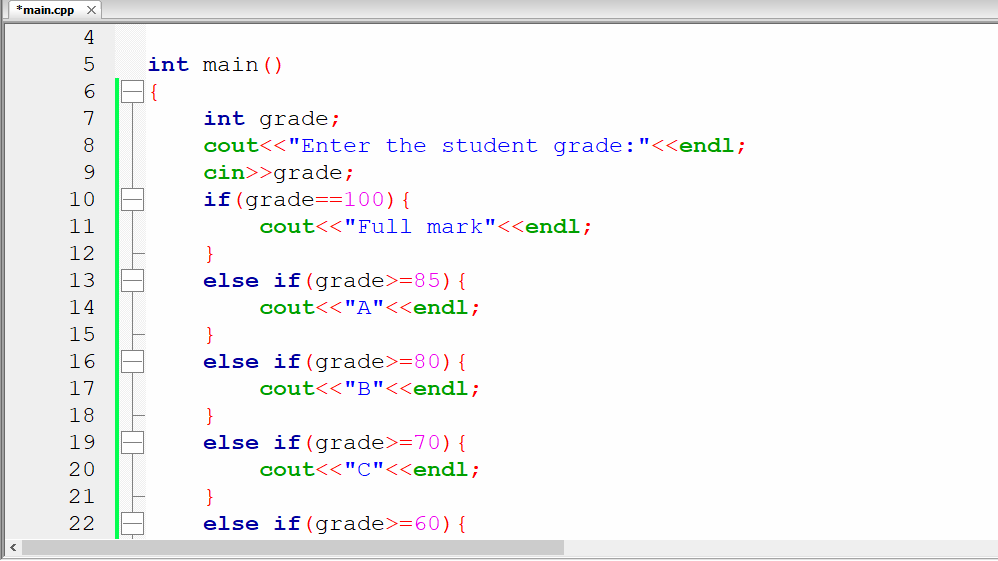 *main.cpp
4
5 int main()
6 {
7 int grade;
8 cout<<"Enter the student grade:"<<endl;
9 cin>>grade;
10 if(grade==100){
11 cout<<"Full mark"<<endl;
12 }
13 else if(grade>=85){
14 cout<<"A"<<endl;
15 }
16 else if(grade>=80){
17 cout<<"B"<<endl;
18 }
19 else if(grade>=70){
20 cout<<"C"<<endl;
21 }
22 else if(grade>=60){